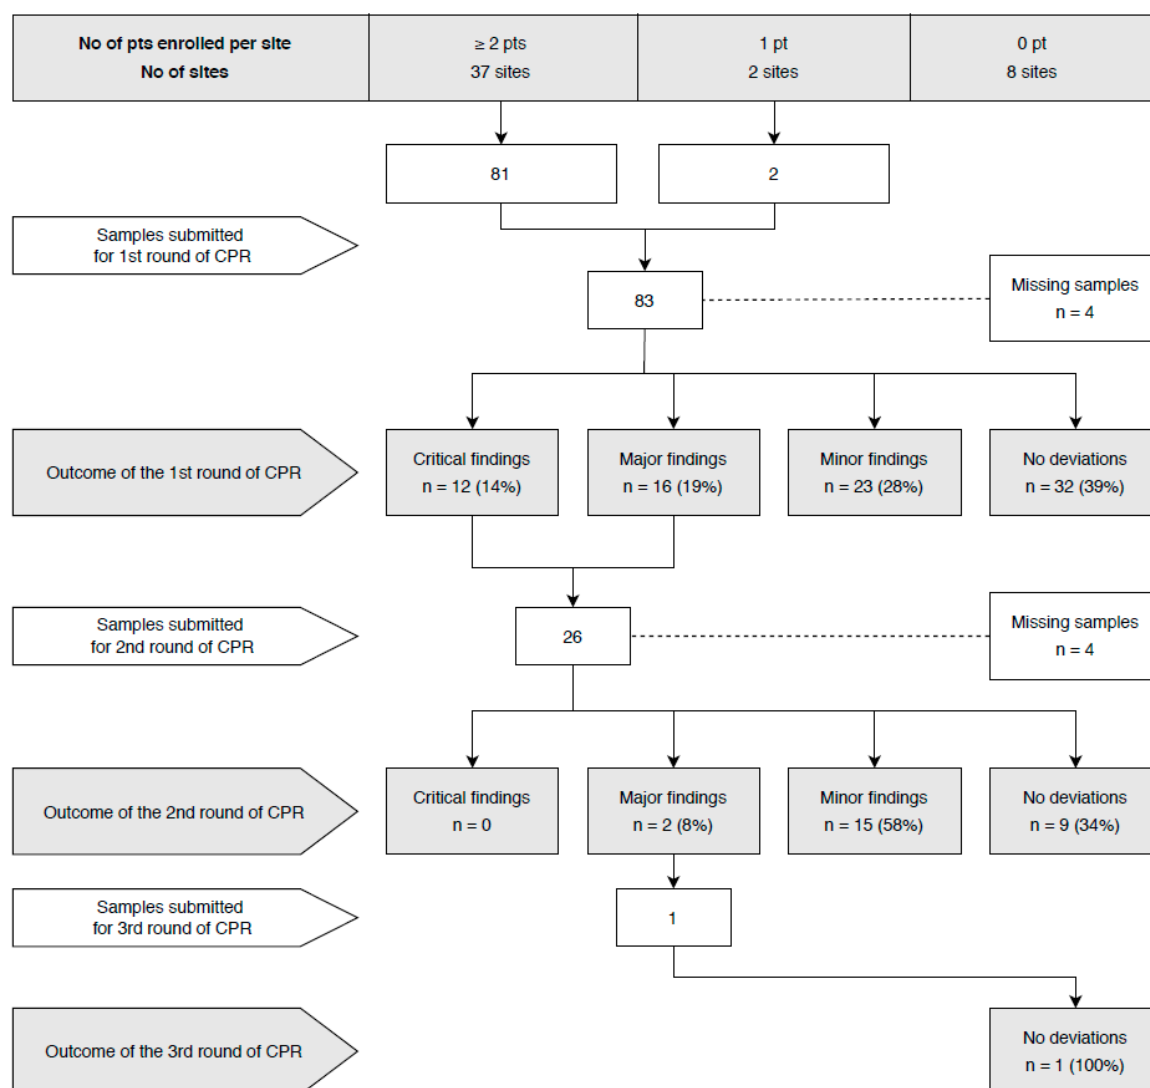 No of pts enrolled per site
No of sites
≥ 2 pts
37 sites
1 pt
2 sites
0 pt
8 sites
81
2
Samples submitted
for 1st round of CPR
83
Missing samples
n = 4
Outcome of the 1st round of CPR
Critical findings
n = 12 (14%)
Major findings
n = 16 (19%)
Minor findings
n = 23 (28%)
No deviations
n = 32 (39%)
Samples submitted
for 2nd round of CPR
26
Missing samples
n = 4
Outcome of the 2nd round of CPR
Critical findings
n = 0
Major findings
n = 2 (8%)
Minor findings
n = 15 (58%)
No deviations
n = 9 (34%)
Samples submitted
for 3rd round of CPR
1
Outcome of the 3rd round of CPR
No deviations
n = 1 (100%)